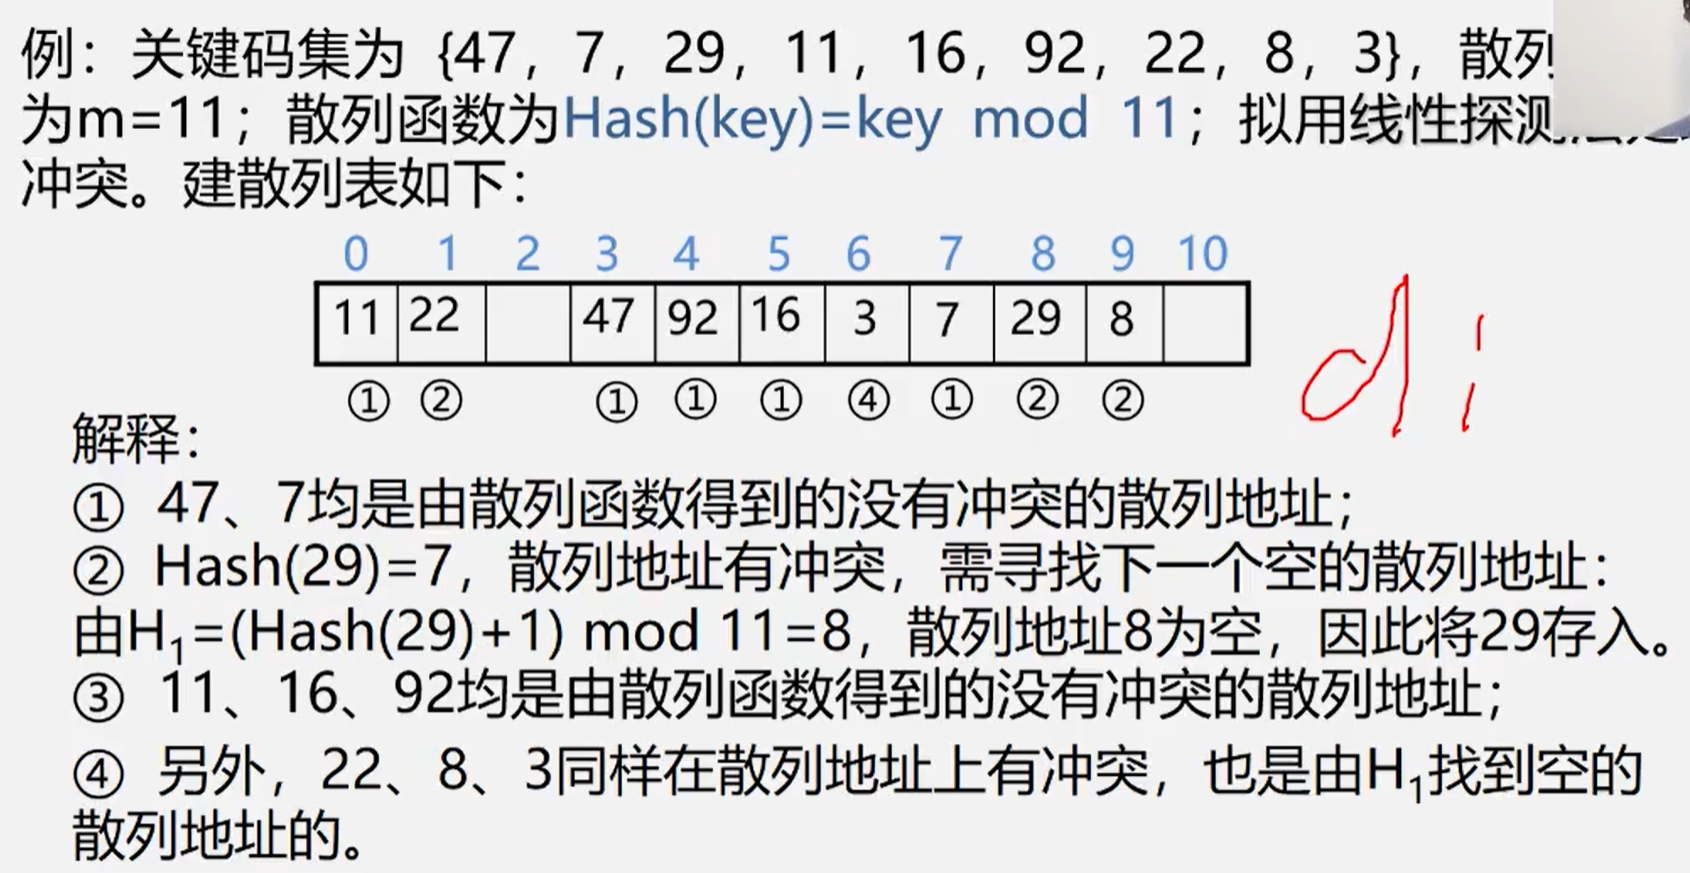 例：关键码集为 {47，7，29，11，16，92，22，8，3}，散列
为m=11；散列函数为Hash(key)=key mod 11；拟用线性探测
冲突。建散列表如下：
0 1 2 3 4 5 6 7 8 9 10
11 22 47 92 16 3 7 29 8
① ② ① ① ① ④ ① ② ②
di
解释：
① 47、7均是由散列函数得到的没有冲突的散列地址；
② Hash(29)=7，散列地址有冲突，需寻找下一个空的散列地址：
由H₁=(Hash(29)+1) mod 11=8，散列地址8为空，因此将29存入。
③ 11、16、92均是由散列函数得到的没有冲突的散列地址；
④ 另外，22、8、3同样在散列地址上有冲突，也是由H₁找到空的
散列地址的。